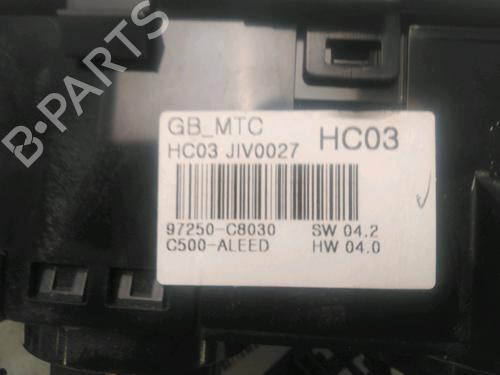 B-PARTS
GB_MTC
HC03
HC03 JIV0027
97250-C8030 SW 04.2
C500-ALEED HW 04.0